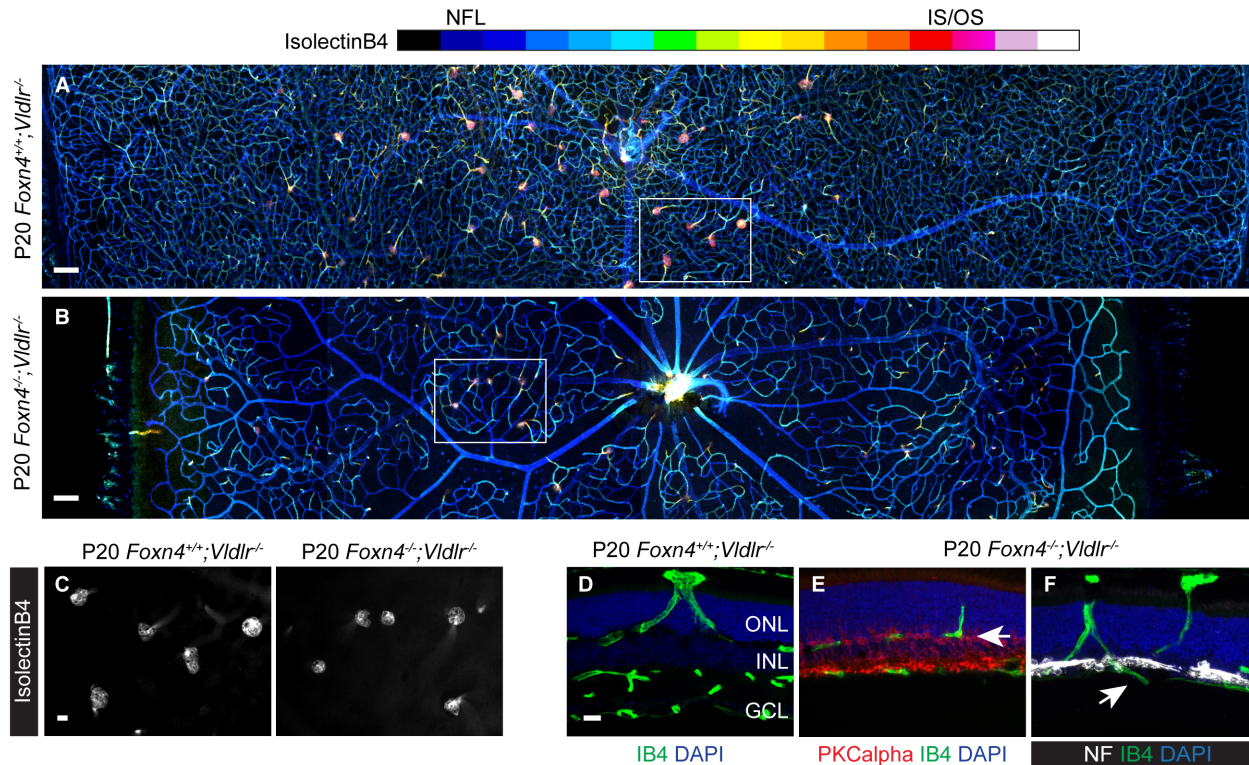 NFL IS/OS
IsolectinB4
A
P20 Foxn4+/+;Vldlr-/-
B
P20 Foxn4-/-;Vldlr-/-
P20 Foxn4+/+;Vldlr-/- P20 Foxn4-/-;Vldlr-/- P20 Foxn4+/+;Vldlr-/- P20 Foxn4-/-;Vldlr-/-
IsolectinB4
C D E F
ONL
INL
GCL
IB4 DAPI PKCalpha IB4 DAPI NF IB4 DAPI